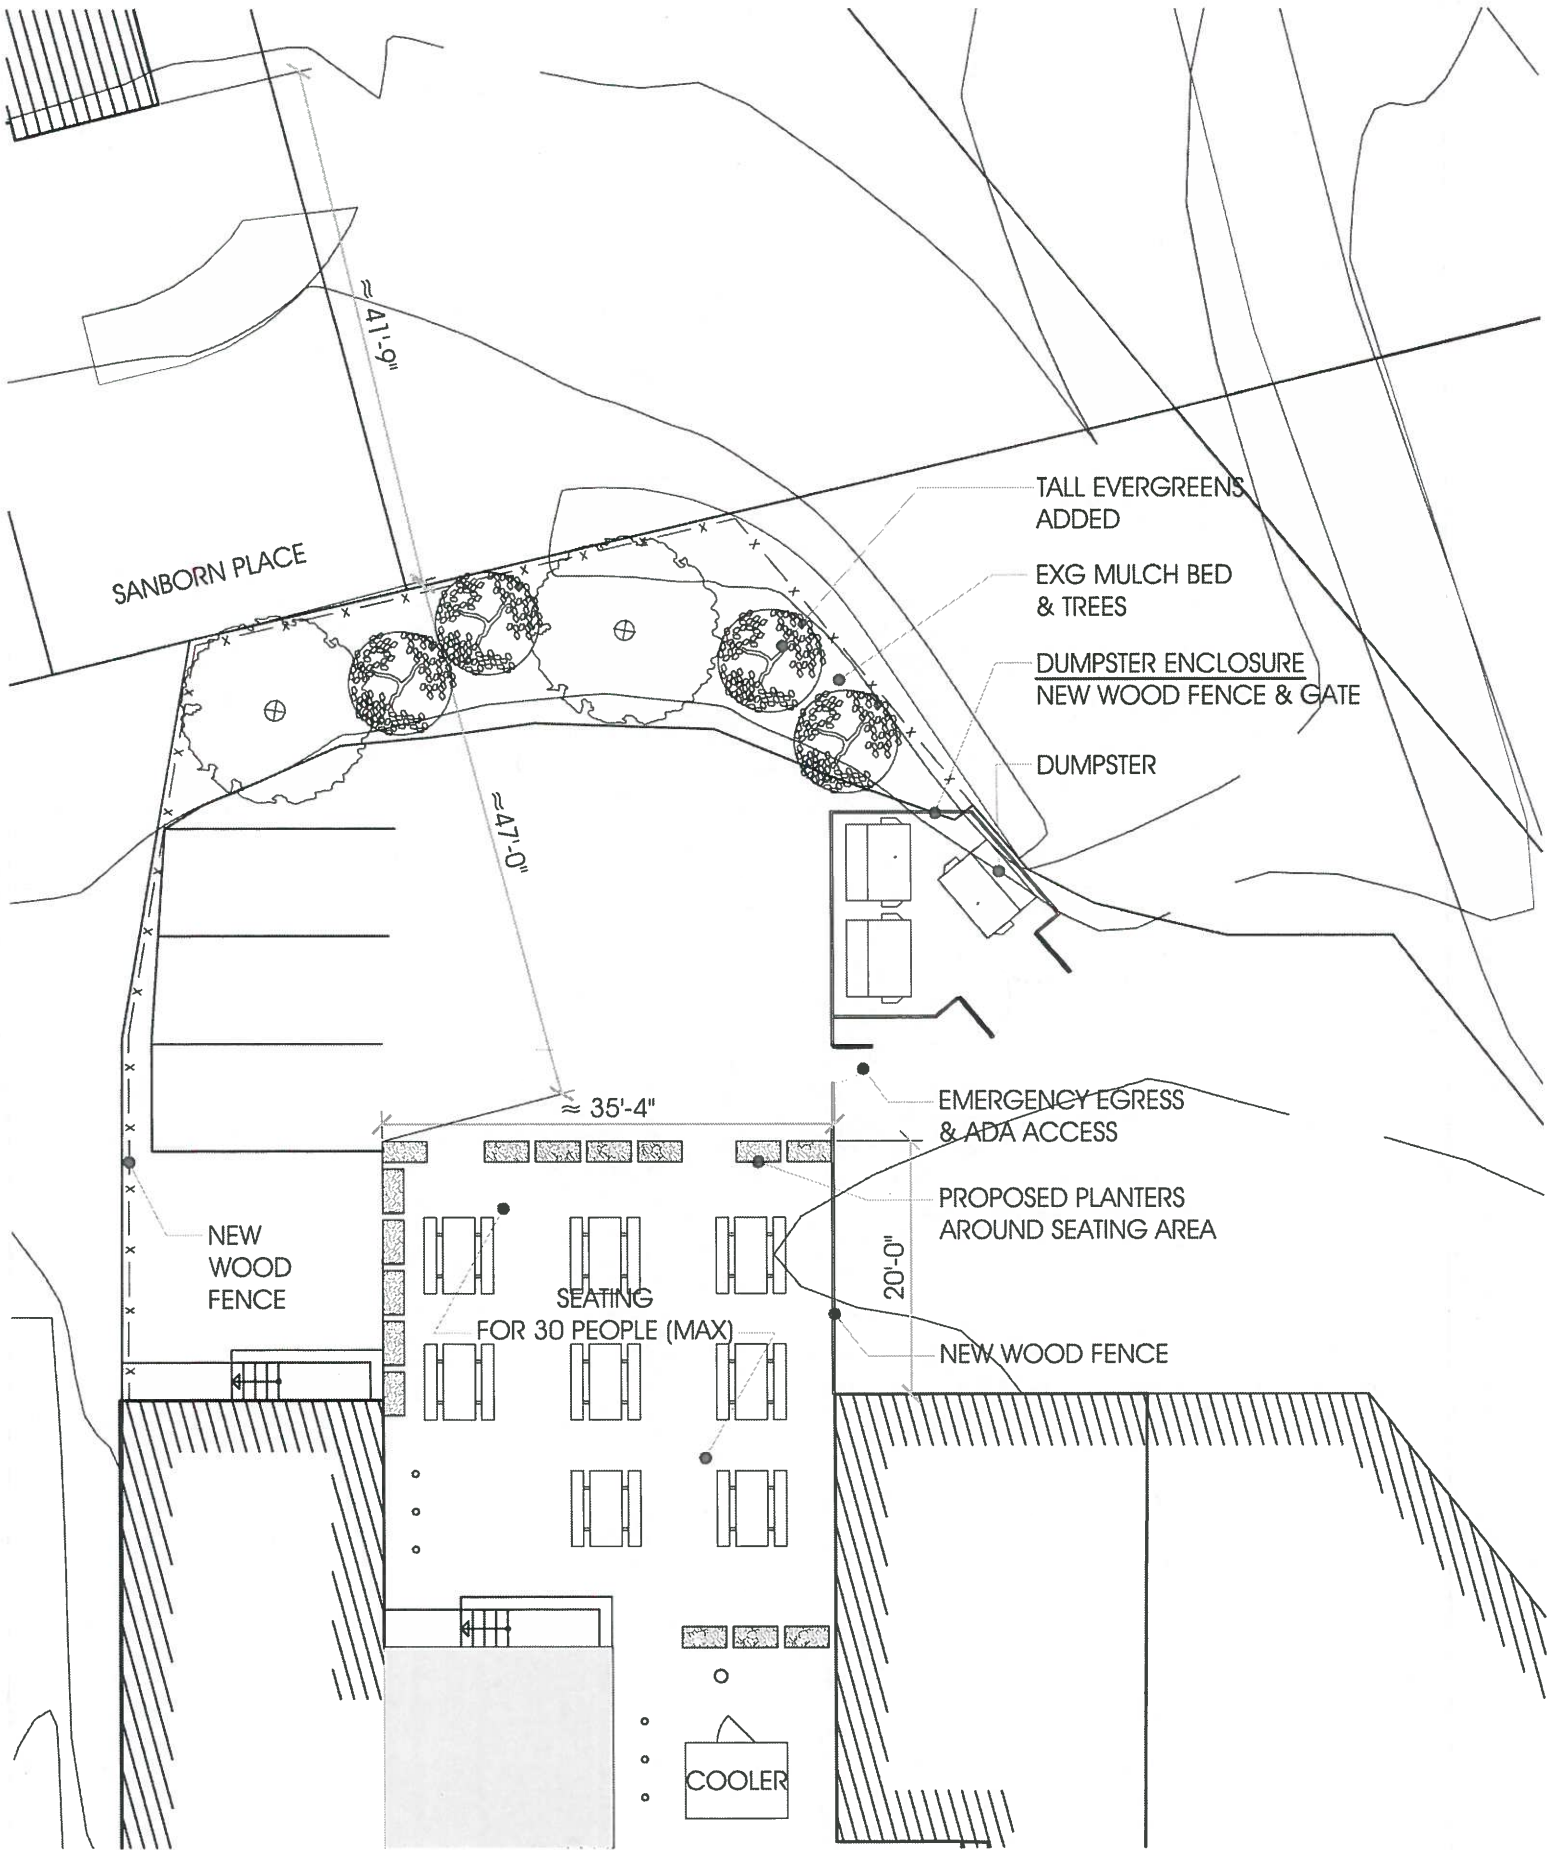 ≈ 41'-9"
TALL EVERGREENS
ADDED
SANBORN PLACE
EXG MULCH BED
& TREES
DUMPSTER ENCLOSURE
NEW WOOD FENCE & GATE
DUMPSTER
≈47'-0"
≈ 35'-4"
EMERGENCY EGRESS
& ADA ACCESS
PROPOSED PLANTERS
AROUND SEATING AREA
NEW
WOOD
FENCE
20'-0"
SEATING
FOR 30 PEOPLE (MAX)
NEW WOOD FENCE
COOLER